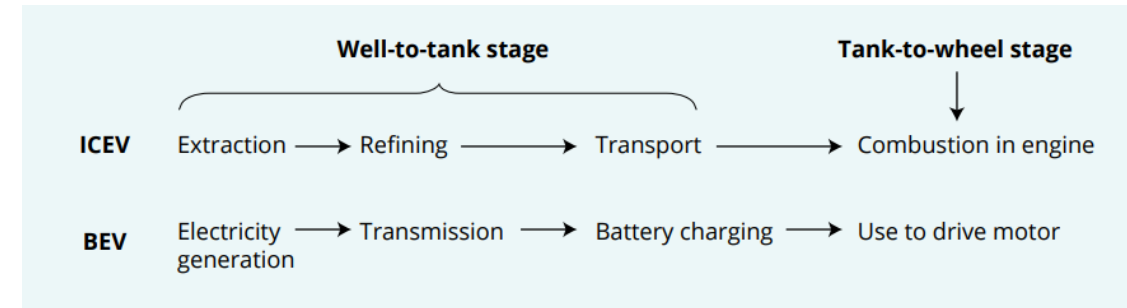 Well-to-tank stage Tank-to-wheel stage
ICEV Extraction Refining Transport Combustion in engine
BEV Electricity generation Transmission Battery charging Use to drive motor